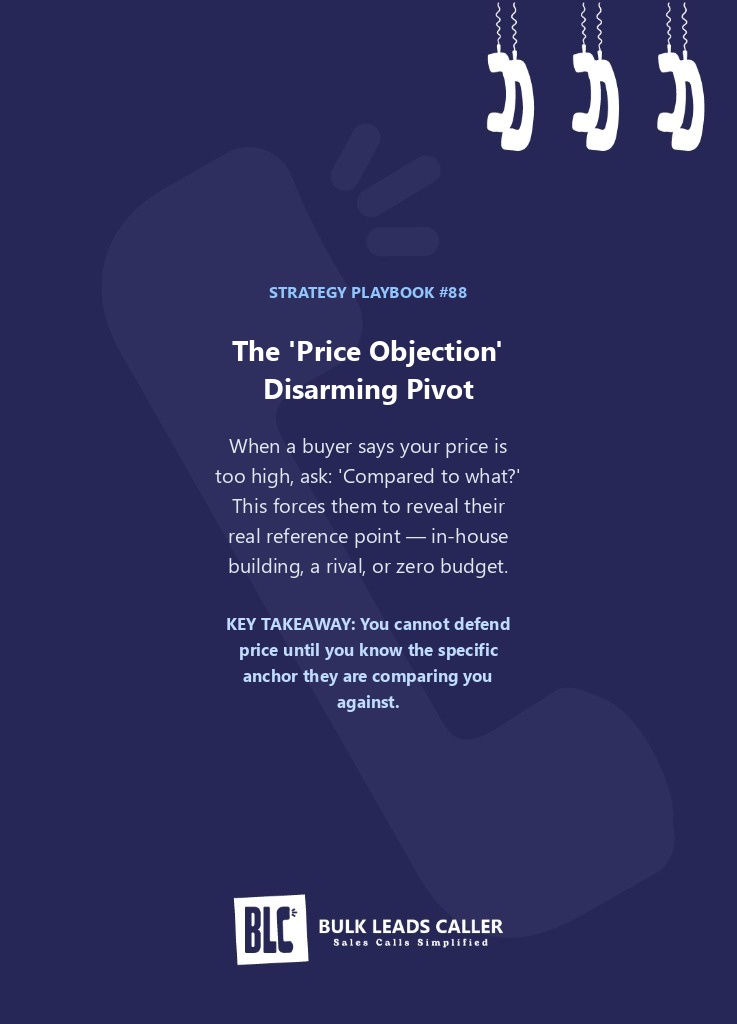 STRATEGY PLAYBOOK #88
The 'Price Objection'
Disarming Pivot
When a buyer says your price is
too high, ask: 'Compared to what?'
This forces them to reveal their
real reference point — in-house
building, a rival, or zero budget.
KEY TAKEAWAY: You cannot defend
price until you know the specific
anchor they are comparing you
against.
BLC
BULK LEADS CALLER
Sales Calls Simplified